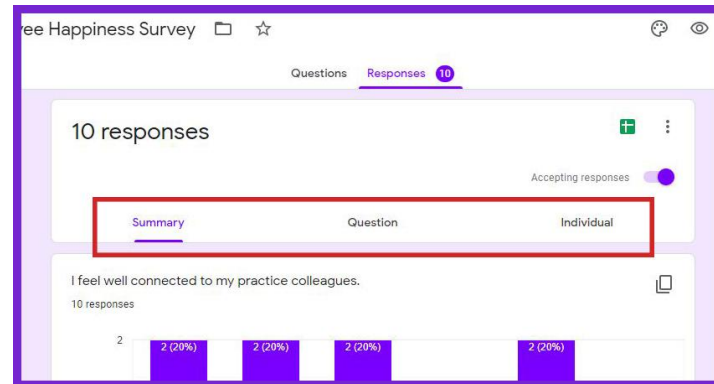 ee Happiness Survey
Questions Responses 10
10 responses
Accepting responses
Summary Question Individual
I feel well connected to my practice colleagues.
10 responses
2 2 (20%) 2 (20%) 2 (20%) 2 (20%)